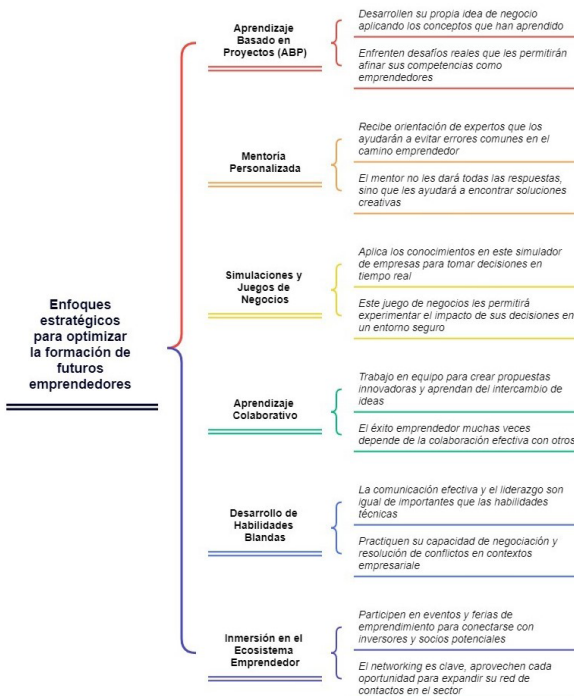 Enfoques
estratégicos
para optimizar
la formación de
futuros
emprendedores
Aprendizaje
Basado en
Proyectos (ABP)
Desarrollen su propia idea de negocio
aplicando los conceptos que han aprendido
Enfrenten desafíos reales que les permitirán
afinar sus competencias como
emprendedores
Mentoría
Personalizada
Recibe orientación de expertos que los
ayudarán a evitar errores comunes en el
camino emprendedor
El mentor no les dará todas las respuestas,
sino que les ayudará a encontrar soluciones
creativas
Simulaciones y
Juegos de
Negocios
Aplica los conocimientos en este simulador
de empresas para tomar decisiones en
tiempo real
Este juego de negocios les permitirá
experimentar el impacto de sus decisiones en
un entorno seguro
Aprendizaje
Colaborativo
Trabajo en equipo para crear propuestas
innovadoras y aprendan del intercambio de
ideas
El éxito emprendedor muchas veces
depende de la colaboración efectiva con otros
Desarrollo de
Habilidades
Blandas
La comunicación efectiva y el liderazgo son
igual de importantes que las habilidades
técnicas
Practiquen su capacidad de negociación y
resolución de conflictos en contextos
empresariale
Inmersión en el
Ecosistema
Emprendedor
Participen en eventos y ferias de
emprendimiento para conectarse con
inversores y socios potenciales
El networking es clave, aprovechen cada
oportunidad para expandir su red de
contactos en el sector